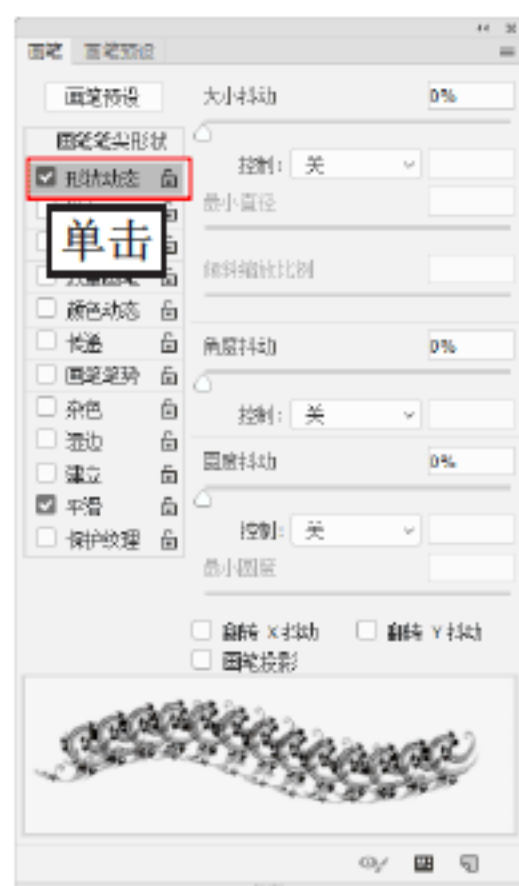 画笔 画笔预设
画笔预设
大小抖动 0%
画笔笔尖形状
控制： 关
形状动态
最小直径
单击
倾斜缩放比例
颜色动态
传递
角度抖动 0%
画笔笔势
杂色
控制： 关
湿边
圆度抖动 0%
建立
平滑
控制： 关
保护纹理
最小圆度
翻转 X 抖动 翻转 Y 抖动
画笔投影